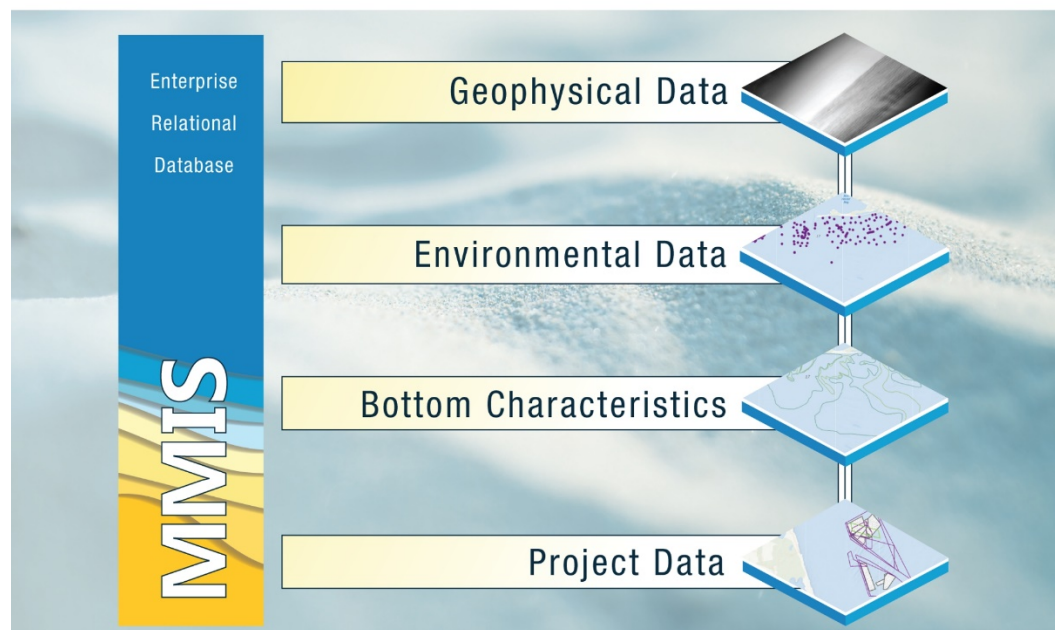 Enterprise
Relational
Database
MMIS
Geophysical Data
Environmental Data
Bottom Characteristics
Project Data